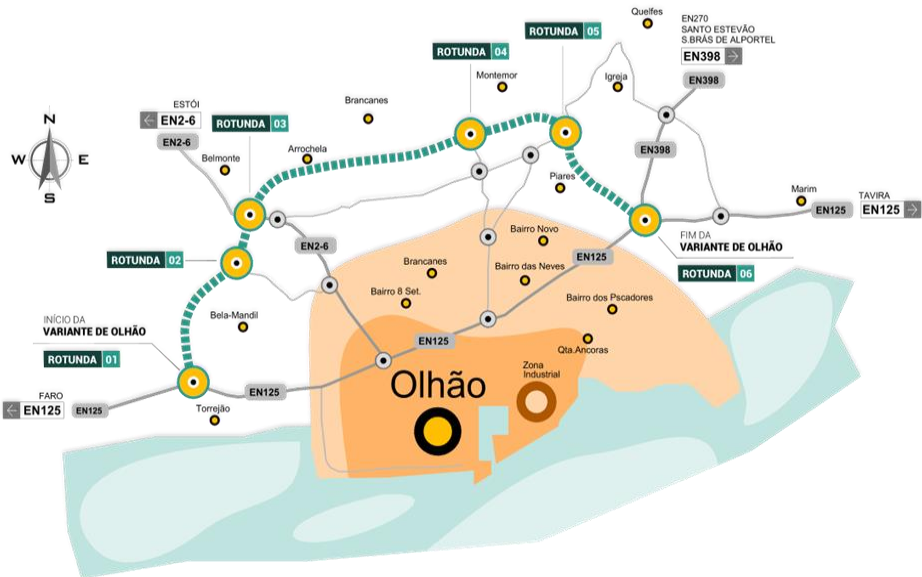 Quelfes
EN270
SANTO ESTEVÃO
S.BRÁS DE ALPORTEL
EN398
ROTUNDA 05
ROTUNDA 04
Montemor
Igreja
EN398
Brancanes
ESTÓI
EN2-6
ROTUNDA 03
N
W E
S
EN2-6
Belmonte
Arrochela
EN398
Piares
Marim
TAVIRA
EN125
EN125
FIM DA
VARIANTE DE OLHÃO
ROTUNDA 06
Bairro Novo
EN2-6
EN125
ROTUNDA 02
Brancanes
Bairro das Neves
Bairro 8 Set.
Bairro dos Pscadores
Bela-Mandil
INÍCIO DA
VARIANTE DE OLHÃO
ROTUNDA 01
EN125
Qta.Ancoras
Zona
Industrial
Olhão
EN125
FARO
EN125
EN125
Torrejão